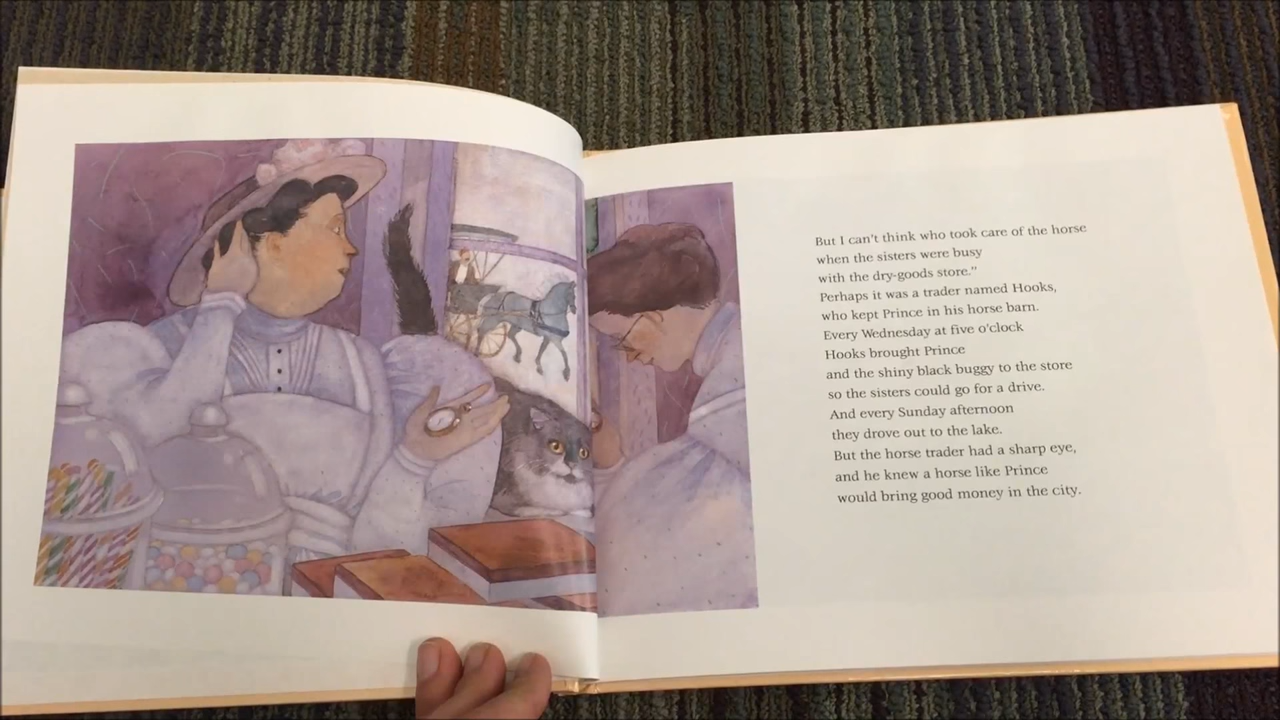 But I can't think who took care of the horse
when the sisters were busy
with the dry-goods store."
Perhaps it was a trader named Hooks,
who kept Prince in his horse barn.
Every Wednesday at five o'clock
Hooks brought Prince
and the shiny black buggy to the store
so the sisters could go for a drive.
And every Sunday afternoon
they drove out to the lake.
But the horse trader had a sharp eye,
and he knew a horse like Prince
would bring good money in the city.